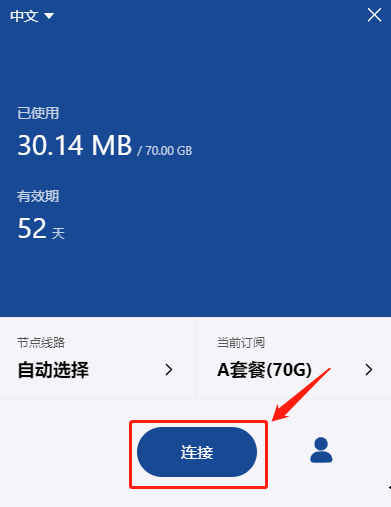 中文
已使用
30.14 MB / 70.00 GB
有效期
52 天
节点线路
当前订阅
自动选择
A套餐(70G)
连接